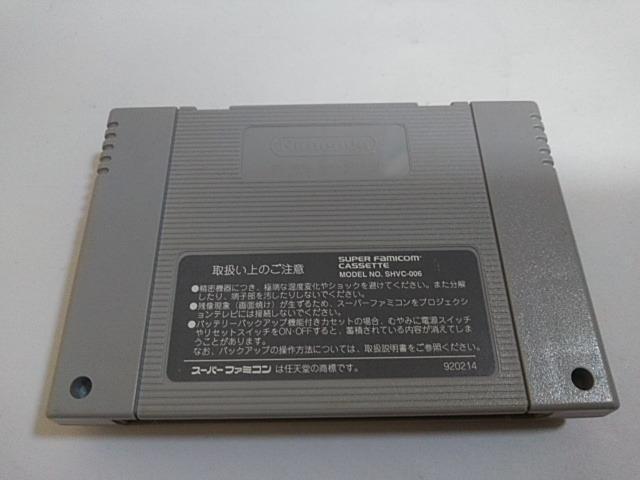 Nintendo
取扱い上のご注意
SUPER FAMICOM
CASSETTE
MODEL NO. SHVC-006
●精密機器につき、極端な温度変化やショックを避けてください。また分解
したり、端子部を汚したりしないでください。
●残像現象（画面焼け）が生ずるため、スーパーファミコンをプロジェクシ
ョンテレビには接続しないでください。
●バッテリーバックアップ機能付きカセットの場合、むやみに電源スイッチ
やリセットスイッチをON・OFFすると、蓄積されている内容が消えてしま
うことがあります。
なお、バックアップの操作方法については、取扱説明書をご参照ください。
スーパーファミコン は任天堂の商標です。
920214